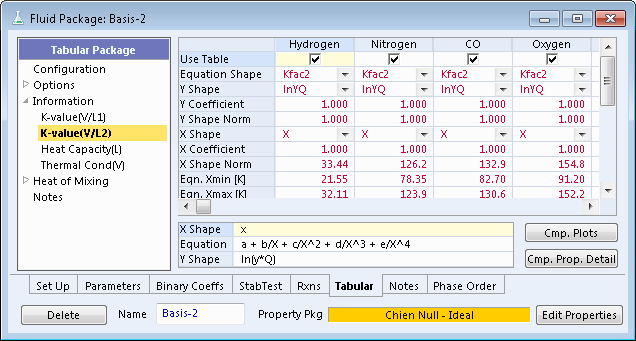 Fluid Package: Basis-2
Tabular Package
Configuration
Options
Information
K-value(V/L1)
K-value(V/L2)
Heat Capacity(L)
Thermal Cond(V)
Heat of Mixing
Notes
Hydrogen Nitrogen CO Oxygen
Use Table
Equation Shape Kfac2 Kfac2 Kfac2 Kfac2
Y Shape lnYQ lnYQ lnYQ lnYQ
Y Coefficient 1.000 1.000 1.000 1.000
Y Shape Norm 1.000 1.000 1.000 1.000
X Shape X X X X
X Coefficient 1.000 1.000 1.000 1.000
X Shape Norm 33.44 126.2 132.9 154.8
Eqn. Xmin [K] 21.55 78.35 82.70 91.20
Eqn. Xmax [K] 32.11 123.9 130.6 152.2
X Shape x
Equation a + b/X + c/X^2 + d/X^3 + e/X^4
Y Shape ln(y*Q)
Cmp. Plots
Cmp. Prop. Detail
Set Up Parameters Binary Coeffs StabTest Rxns Tabular Notes Phase Order
Delete Name Basis-2 Property Pkg Chien Null - Ideal Edit Properties